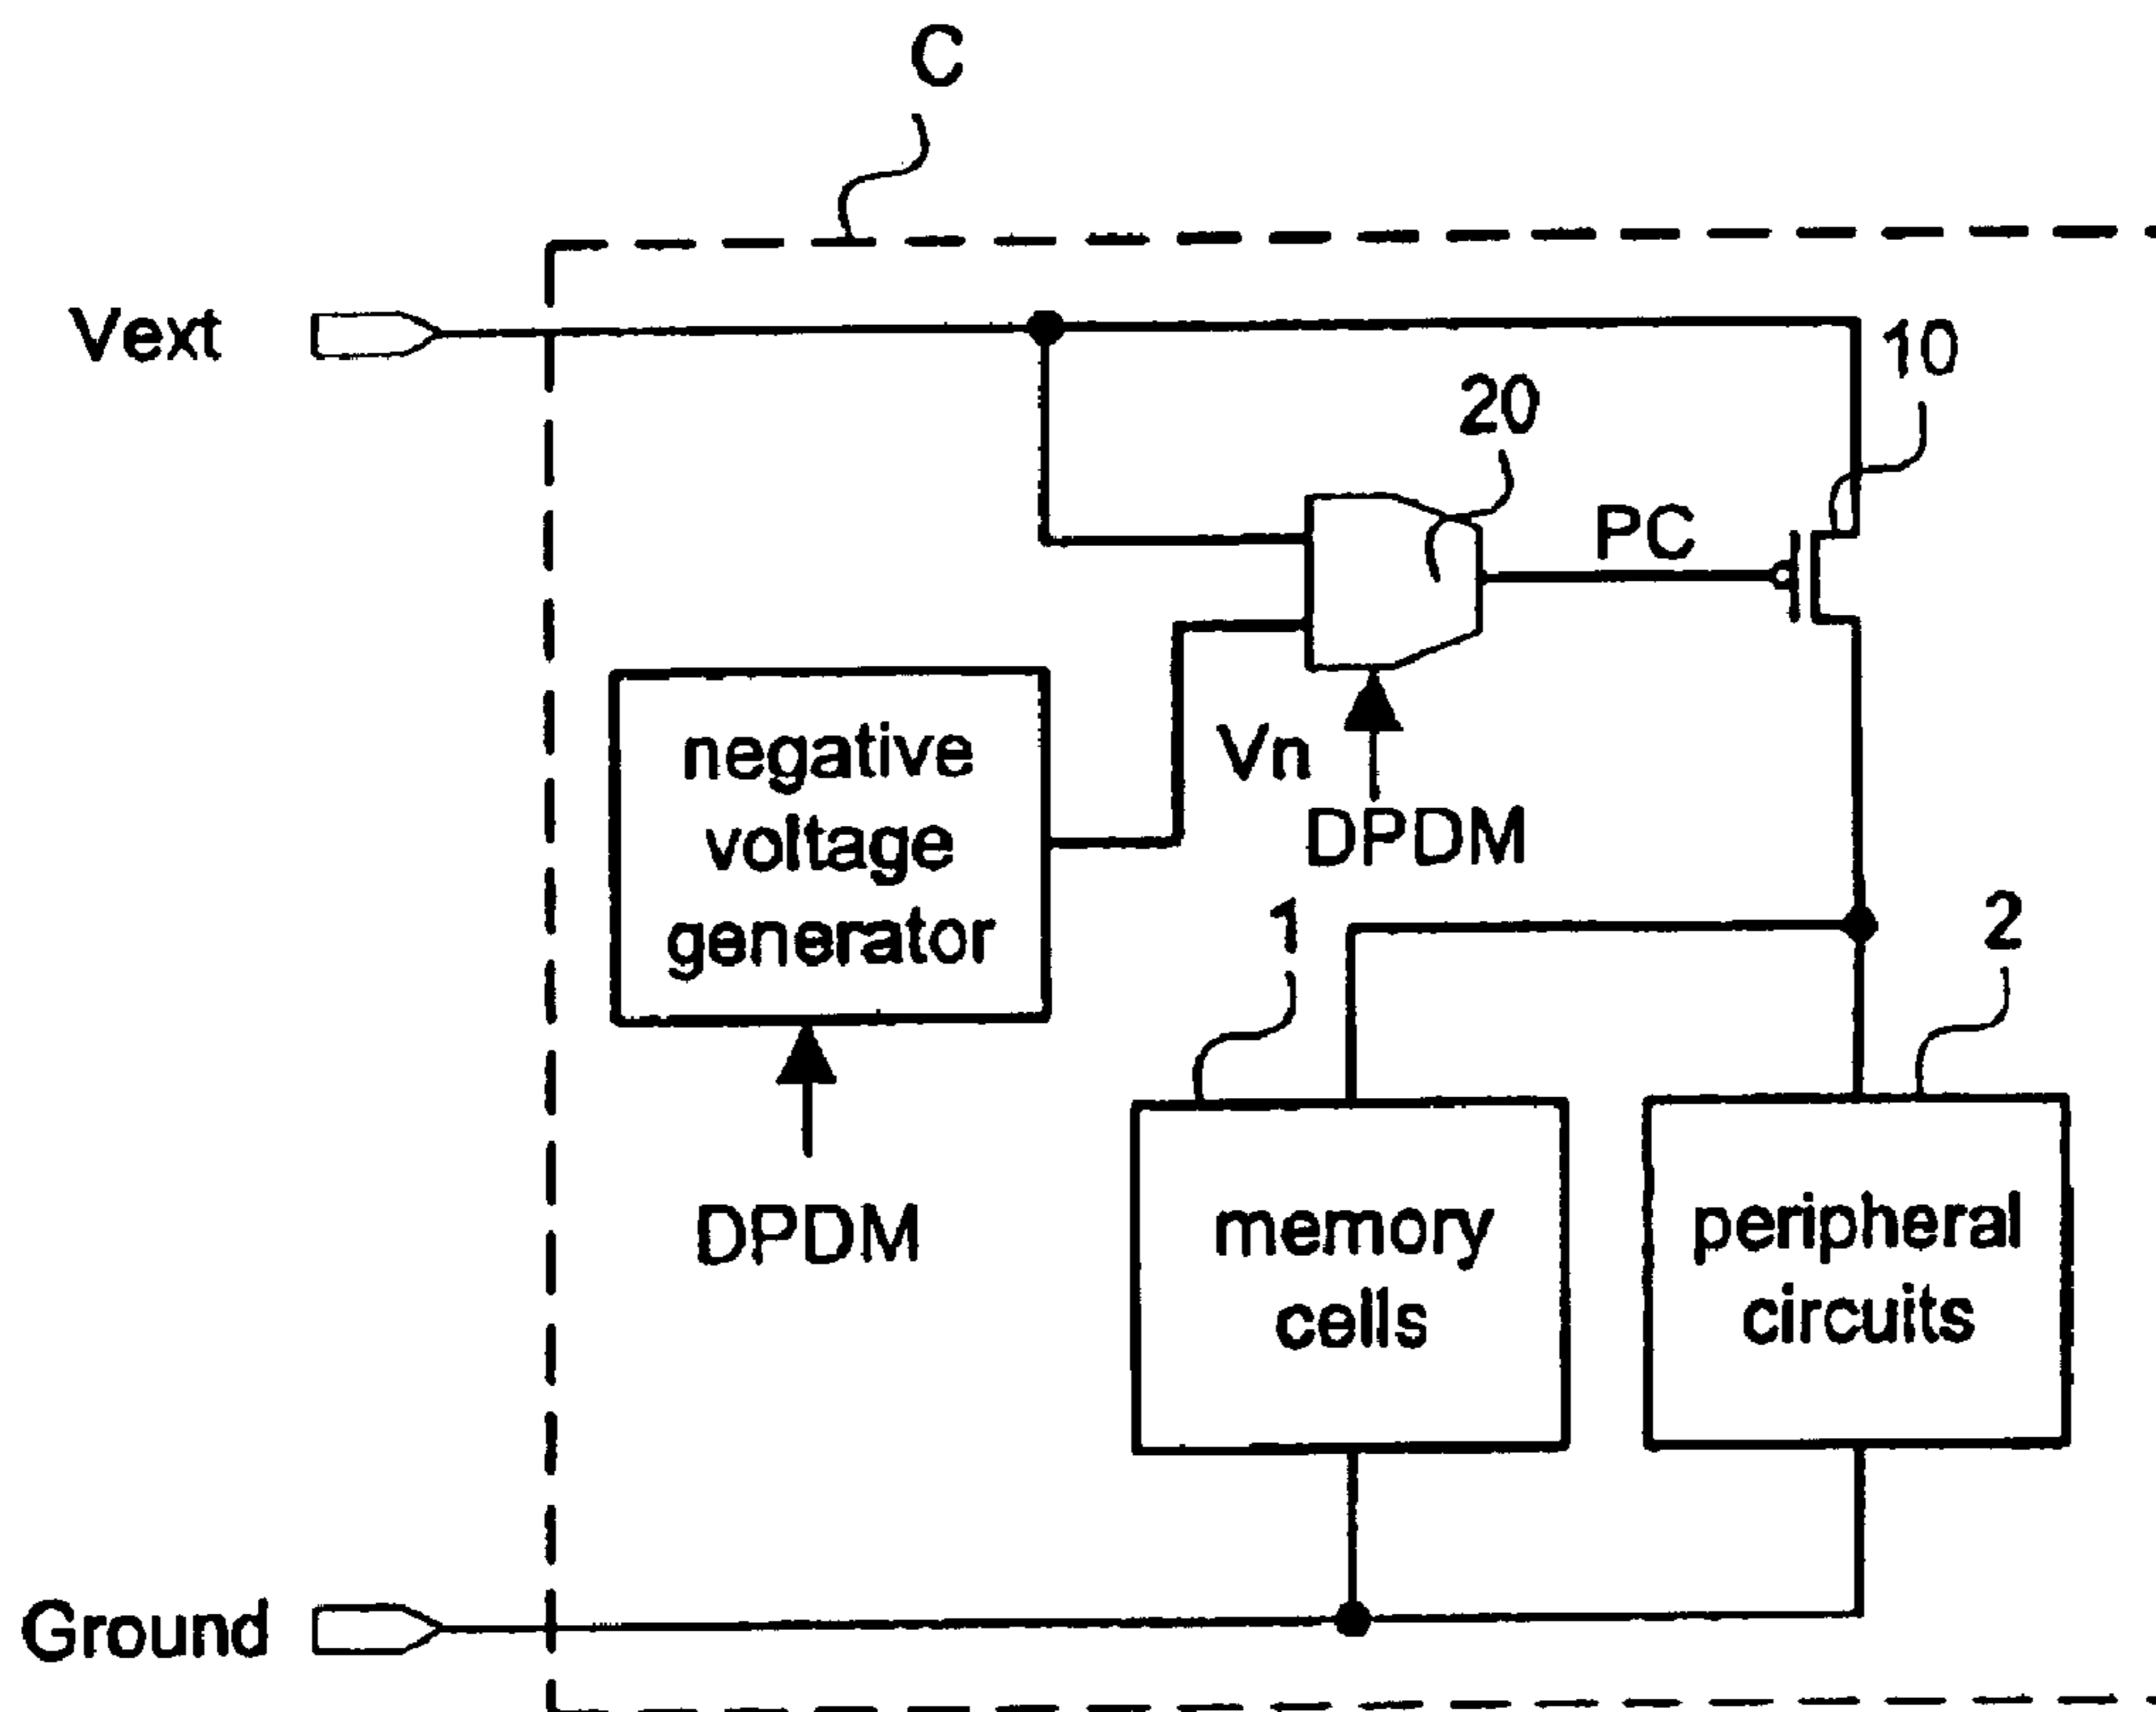 C
Vext
10
20
PC
negative
voltage
generator
Vn
DPDM
1
2
DPDM
memory
cells
peripheral
circuits
Ground